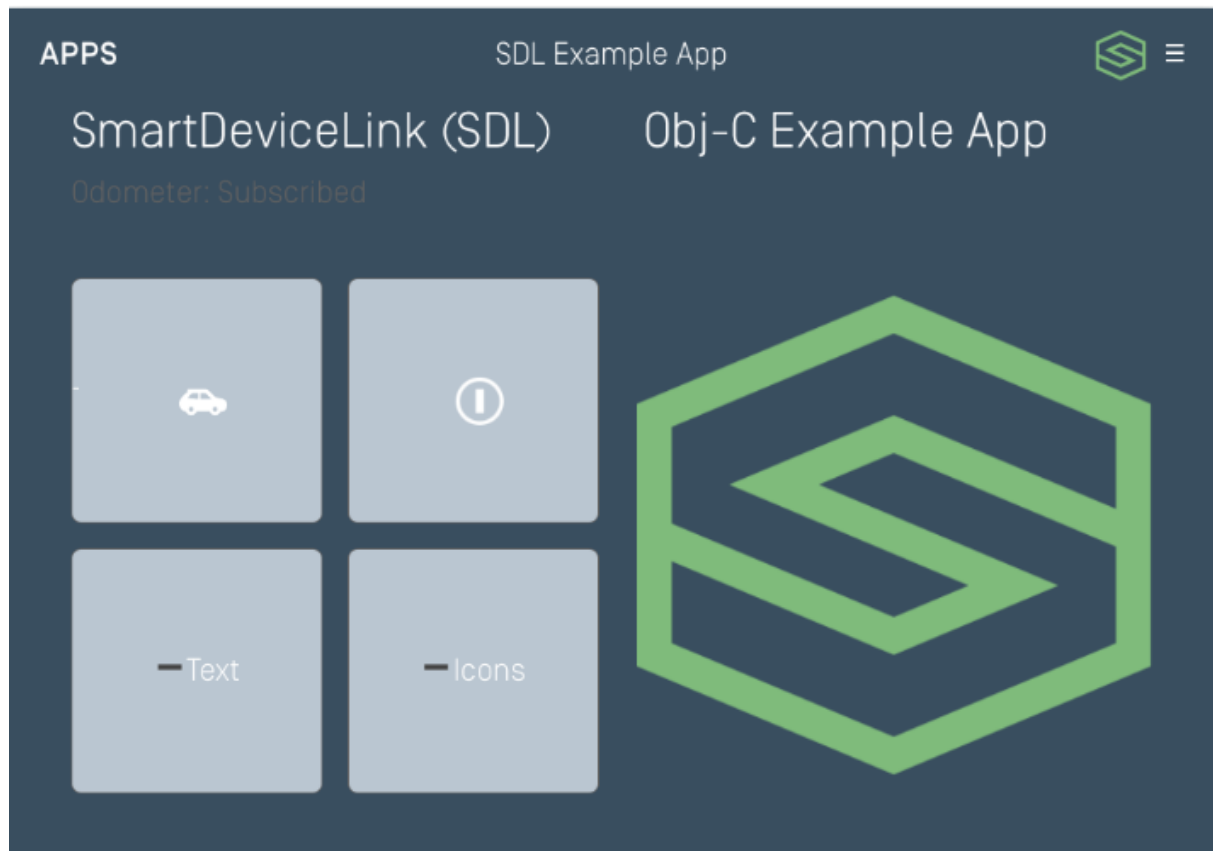 APPS
SDL Example App
SmartDeviceLink (SDL)
Obj-C Example App
Odometer: Subscribed
Text
Icons